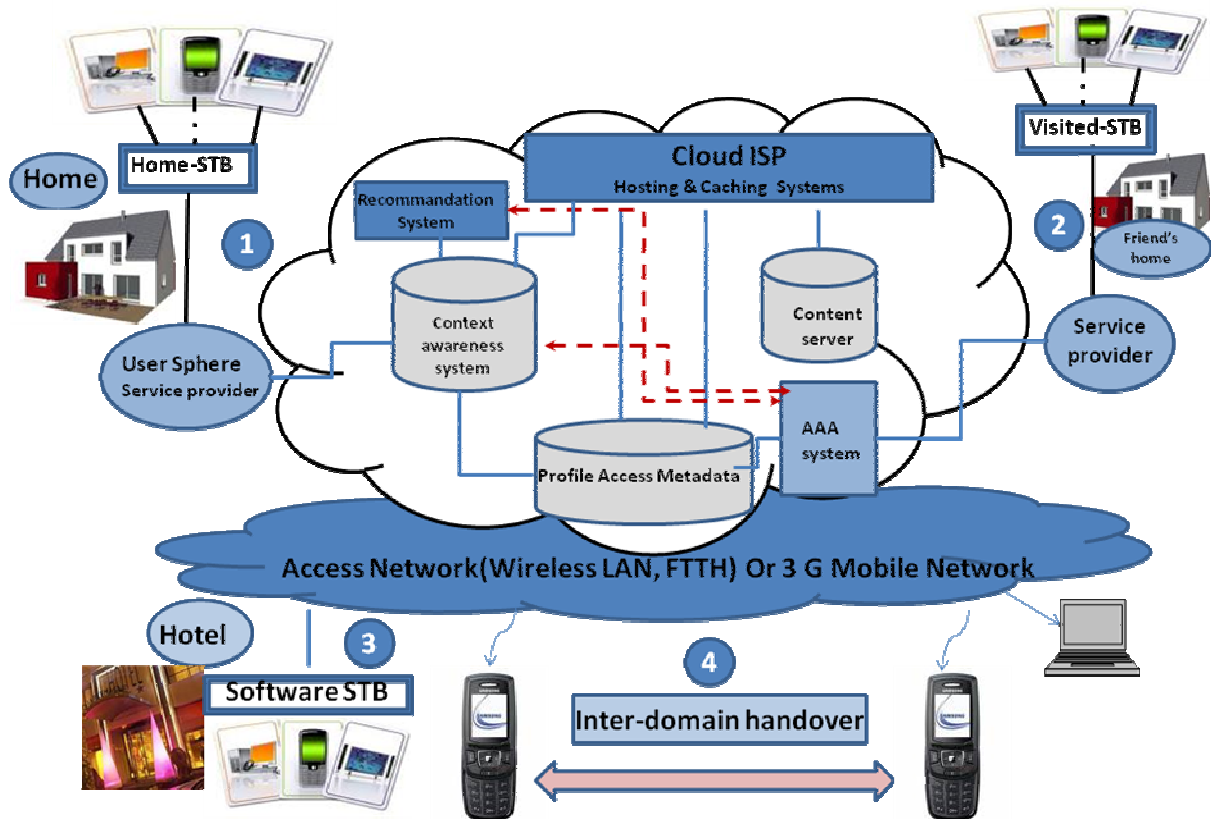 Home-STB
Home
1
User Sphere
Service provider
Cloud ISP
Hosting & Caching Systems
Recommandation
System
Context
awareness
system
Content
server
Profile Access Metadata
AAA
system
Visited-STB
2
Friend's
home
Service
provider
Access Network(Wireless LAN, FTTH) Or 3 G Mobile Network
Hotel
3
Software STB
4
Inter-domain handover
SAMSUNG
SAMSUNG